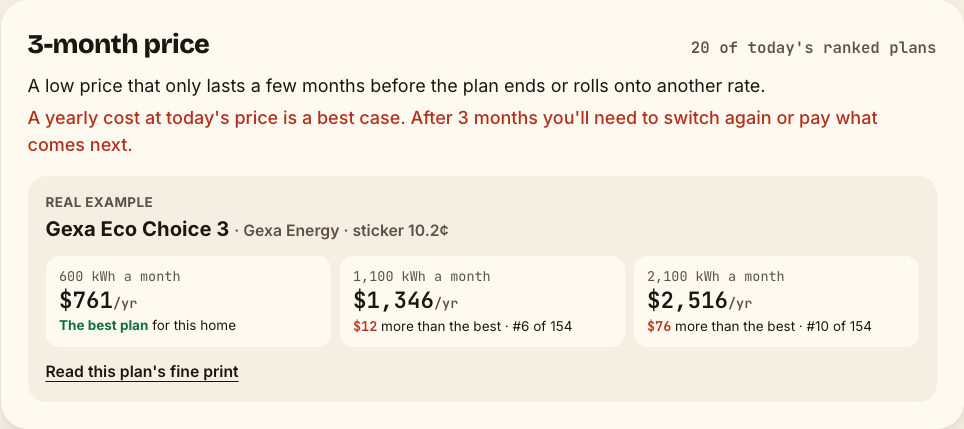 3-month price
20 of today's ranked plans
A low price that only lasts a few months before the plan ends or rolls onto another rate.
A yearly cost at today's price is a best case. After 3 months you'll need to switch again or pay what
comes next.
REAL EXAMPLE
Gexa Eco Choice 3 · Gexa Energy · sticker 10.2¢
600 kWh a month
$761/yr
The best plan for this home
1,100 kWh a month
$1,346/yr
$12 more than the best · #6 of 154
2,100 kWh a month
$2,516/yr
$76 more than the best · #10 of 154
Read this plan's fine print